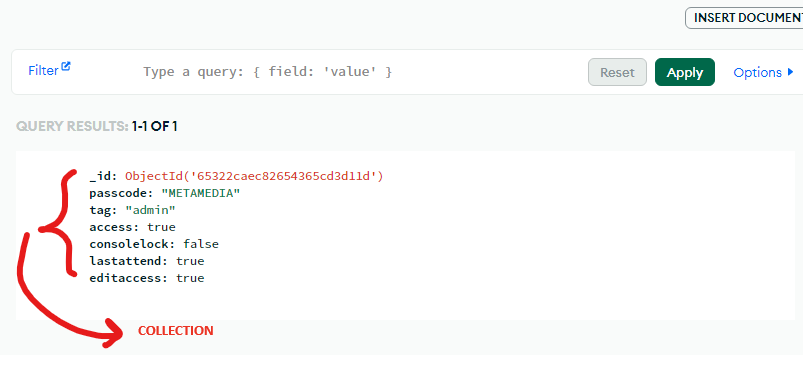 INSERT DOCUMENT
Filter
Type a query: { field: 'value' }
Reset
Apply
Options
QUERY RESULTS: 1-1 OF 1
_id: ObjectId('65322caec82654365cd3d11d')
passcode: "METAMEDIA"
tag: "admin"
access: true
consolelock: false
lastattend: true
editaccess: true
COLLECTION